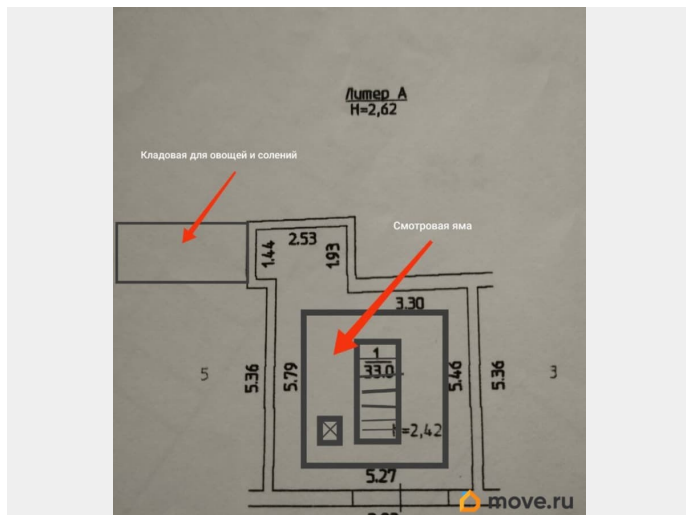 Литер А
H=2,62
Кладовая для овощей и солений
Смотровая яма
2.53
1.44
1.93
3.30
1
33.0
5
5.36
5.79
5.46
5.36
3
=2,42
5.27
move.ru